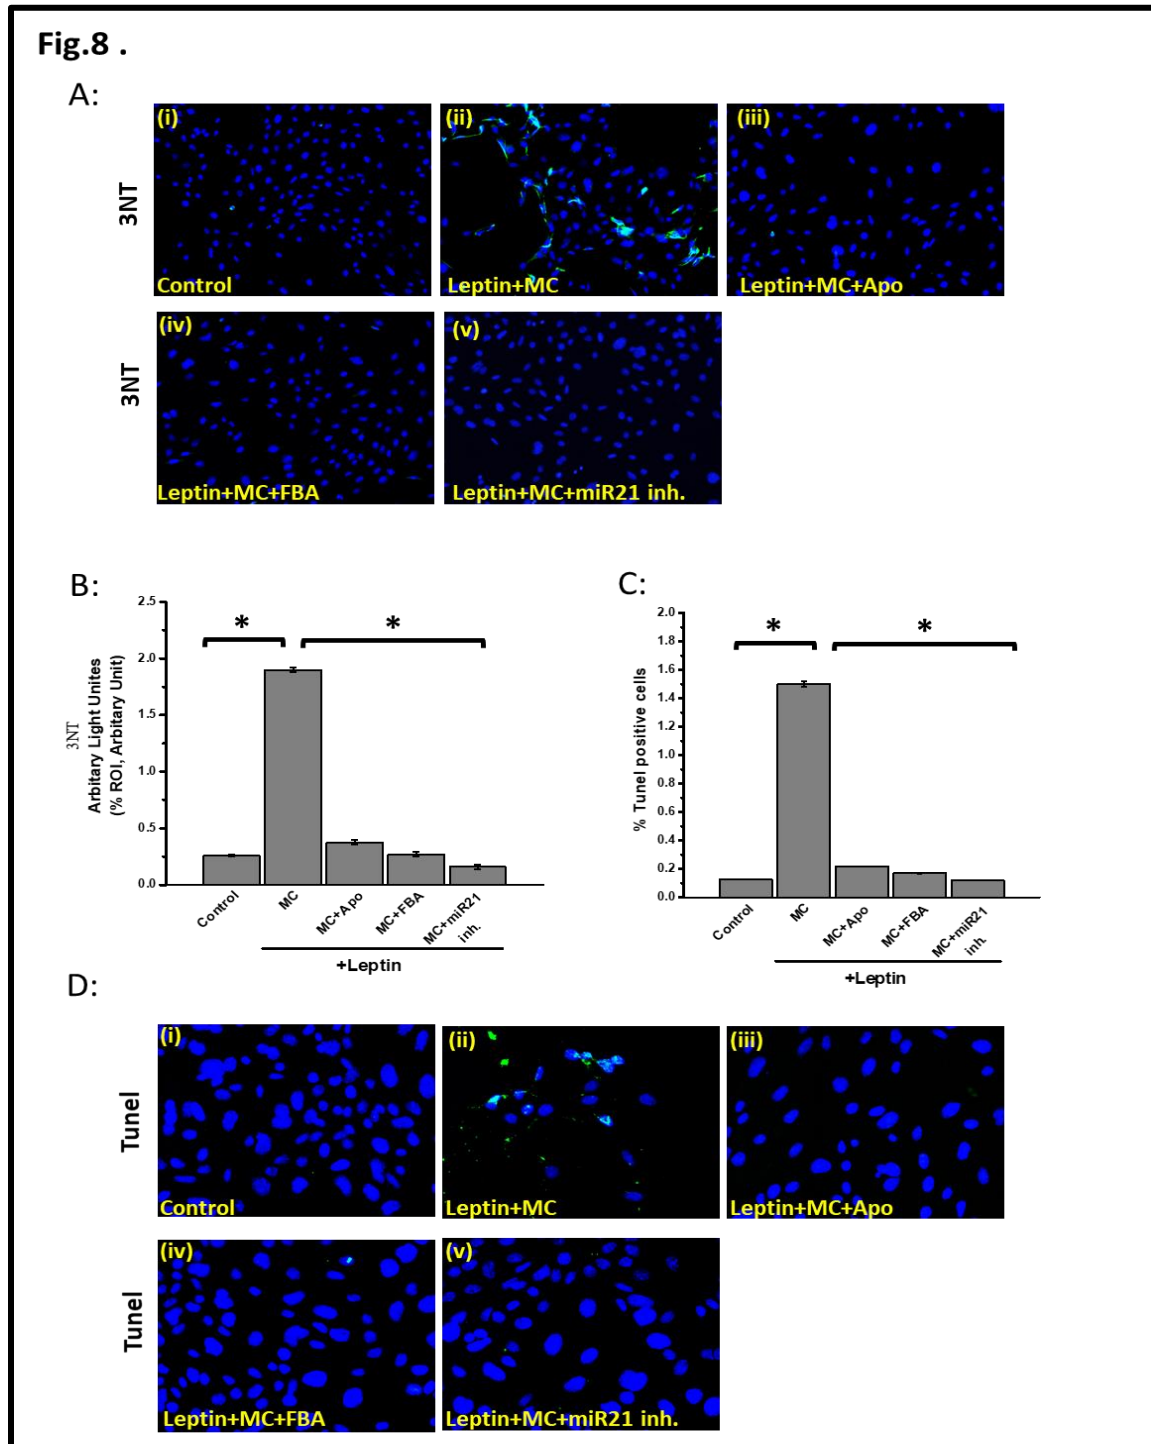 Fig.8 .
A:
3NT
(i)
Control
(ii)
Leptin+MC
(iii)
Leptin+MC+Apo
3NT
(iv)
Leptin+MC+FBA
(v)
Leptin+MC+miR21 inh.
B:
3NT
Arbitary Light Unites
(% ROI, Arbitary Unit)
2.5
2.0
1.5
1.0
0.5
0.0
*
*
Control
MC
MC+Apo
MC+FBA
MC+miR21
inh.
+Leptin
C:
% Tunel positive cells
2.0
1.8
1.6
1.4
1.2
1.0
0.8
0.6
0.4
0.2
0.0
*
*
Control
MC
MC+Apo
MC+FBA
MC+miR21
inh.
+Leptin
D:
Tunel
(i)
Control
(ii)
Leptin+MC
(iii)
Leptin+MC+Apo
Tunel
(iv)
Leptin+MC+FBA
(v)
Leptin+MC+miR21 inh.